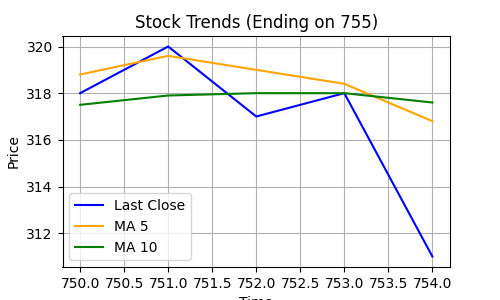 Stock Trends (Ending on 755)
320
318
316
314
312
Price
Last Close
MA 5
MA 10
750.0 750.5 751.0 751.5 752.0 752.5 753.0 753.5 754.0
Time